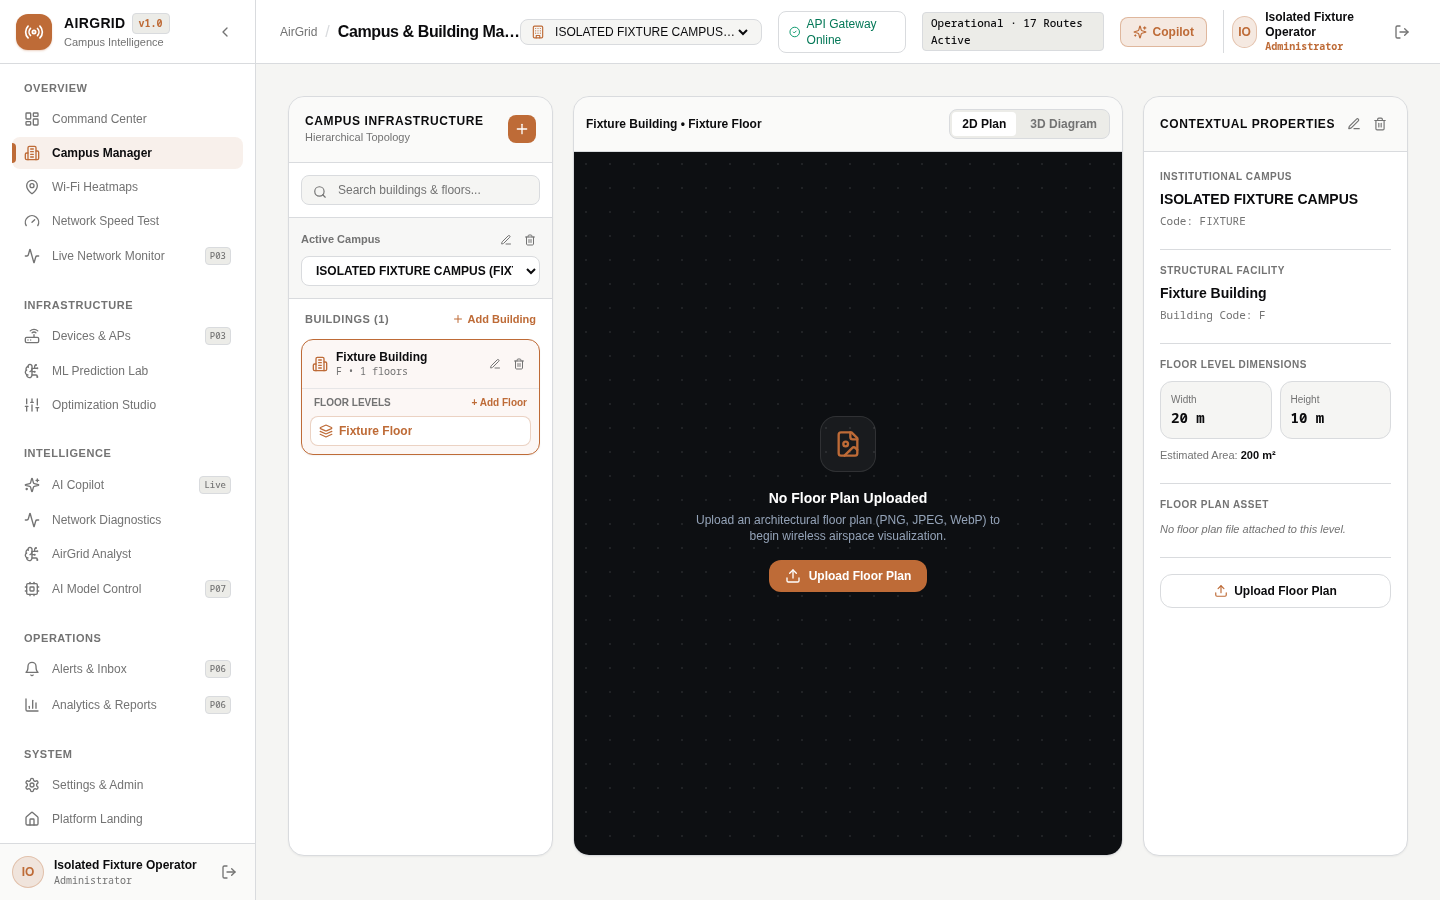 AIRGRID v1.0
Campus Intelligence
OVERVIEW
Command Center
Campus Manager
Wi-Fi Heatmaps
Network Speed Test
Live Network Monitor P03
INFRASTRUCTURE
Devices & APs P03
ML Prediction Lab
Optimization Studio
INTELLIGENCE
AI Copilot Live
Network Diagnostics
AirGrid Analyst
AI Model Control P07
OPERATIONS
Alerts & Inbox P06
Analytics & Reports P06
SYSTEM
Settings & Admin
Platform Landing
IO Isolated Fixture Operator
Administrator
AirGrid / Campus & Building Ma…
ISOLATED FIXTURE CAMPUS…
API Gateway
Online
Operational · 17 Routes
Active
Copilot
IO Isolated Fixture
Operator
Administrator
CAMPUS INFRASTRUCTURE
Hierarchical Topology
Search buildings & floors...
Active Campus
ISOLATED FIXTURE CAMPUS (FIX
BUILDINGS (1) Add Building
Fixture Building
F • 1 floors
FLOOR LEVELS + Add Floor
Fixture Floor
Fixture Building • Fixture Floor
2D Plan 3D Diagram
No Floor Plan Uploaded
Upload an architectural floor plan (PNG, JPEG, WebP) to
begin wireless airspace visualization.
Upload Floor Plan
CONTEXTUAL PROPERTIES
INSTITUTIONAL CAMPUS
ISOLATED FIXTURE CAMPUS
Code: FIXTURE
STRUCTURAL FACILITY
Fixture Building
Building Code: F
FLOOR LEVEL DIMENSIONS
Width Height
20 m 10 m
Estimated Area: 200 m²
FLOOR PLAN ASSET
No floor plan file attached to this level.
Upload Floor Plan